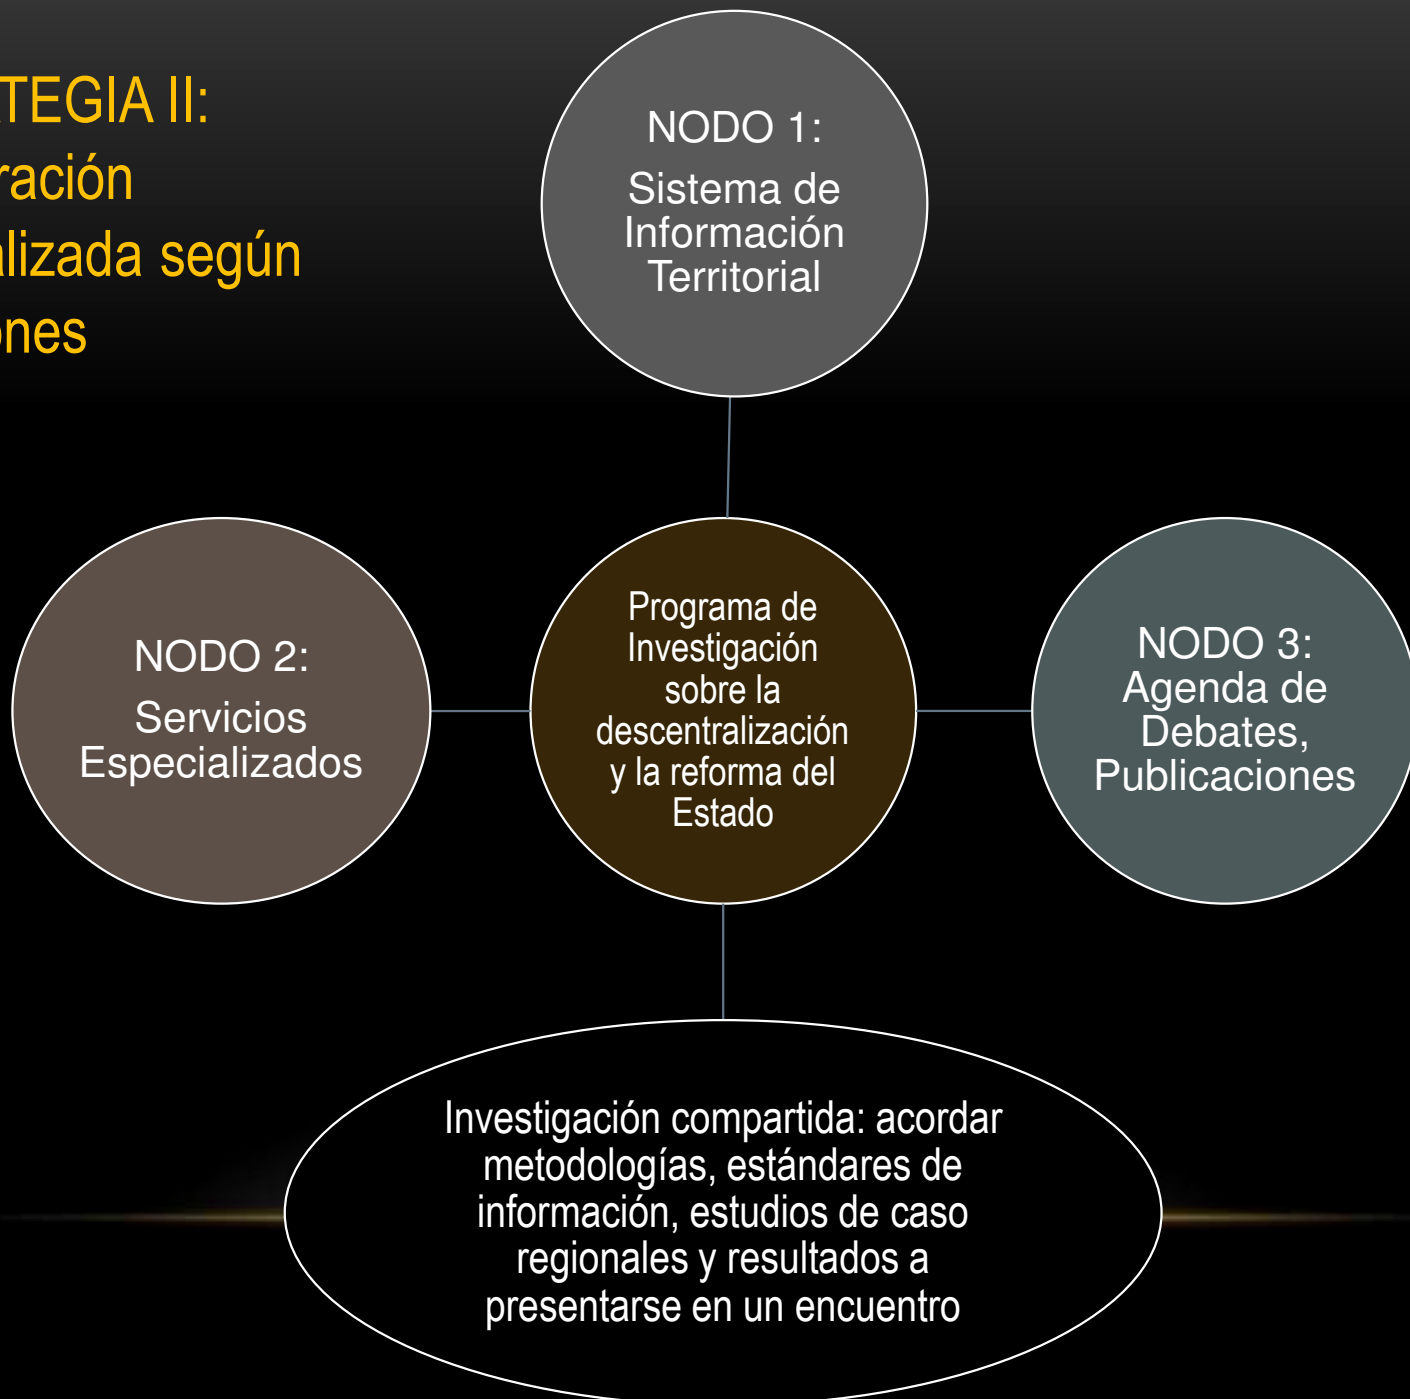 TEGIA II:
ración
alizada según
ones
NODO 1:
Sistema de
Información
Territorial
NODO 2:
Servicios
Especializados
Programa de
Investigación
sobre la
descentralización
y la reforma del
Estado
NODO 3:
Agenda de
Debates,
Publicaciones
Investigación compartida: acordar
metodologías, estándares de
información, estudios de caso
regionales y resultados a
presentarse en un encuentro